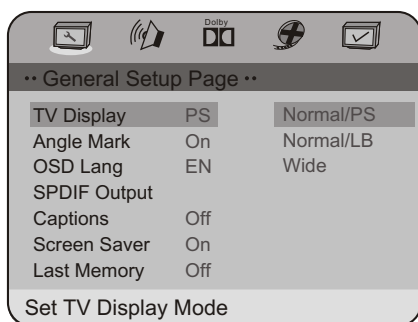 Dolby
•• General Setup Page ••
TV Display PS Normal/PS
Angle Mark On Normal/LB
OSD Lang EN Wide
SPDIF Output
Captions Off
Screen Saver On
Last Memory Off
Set TV Display Mode